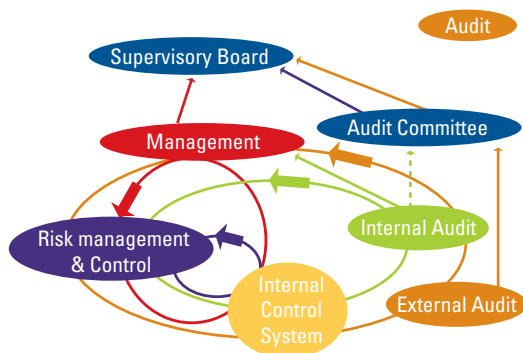 Audit
Supervisory Board
Audit Committee
Management
Internal Audit
Risk management
& Control
Internal
Control
System
External Audit